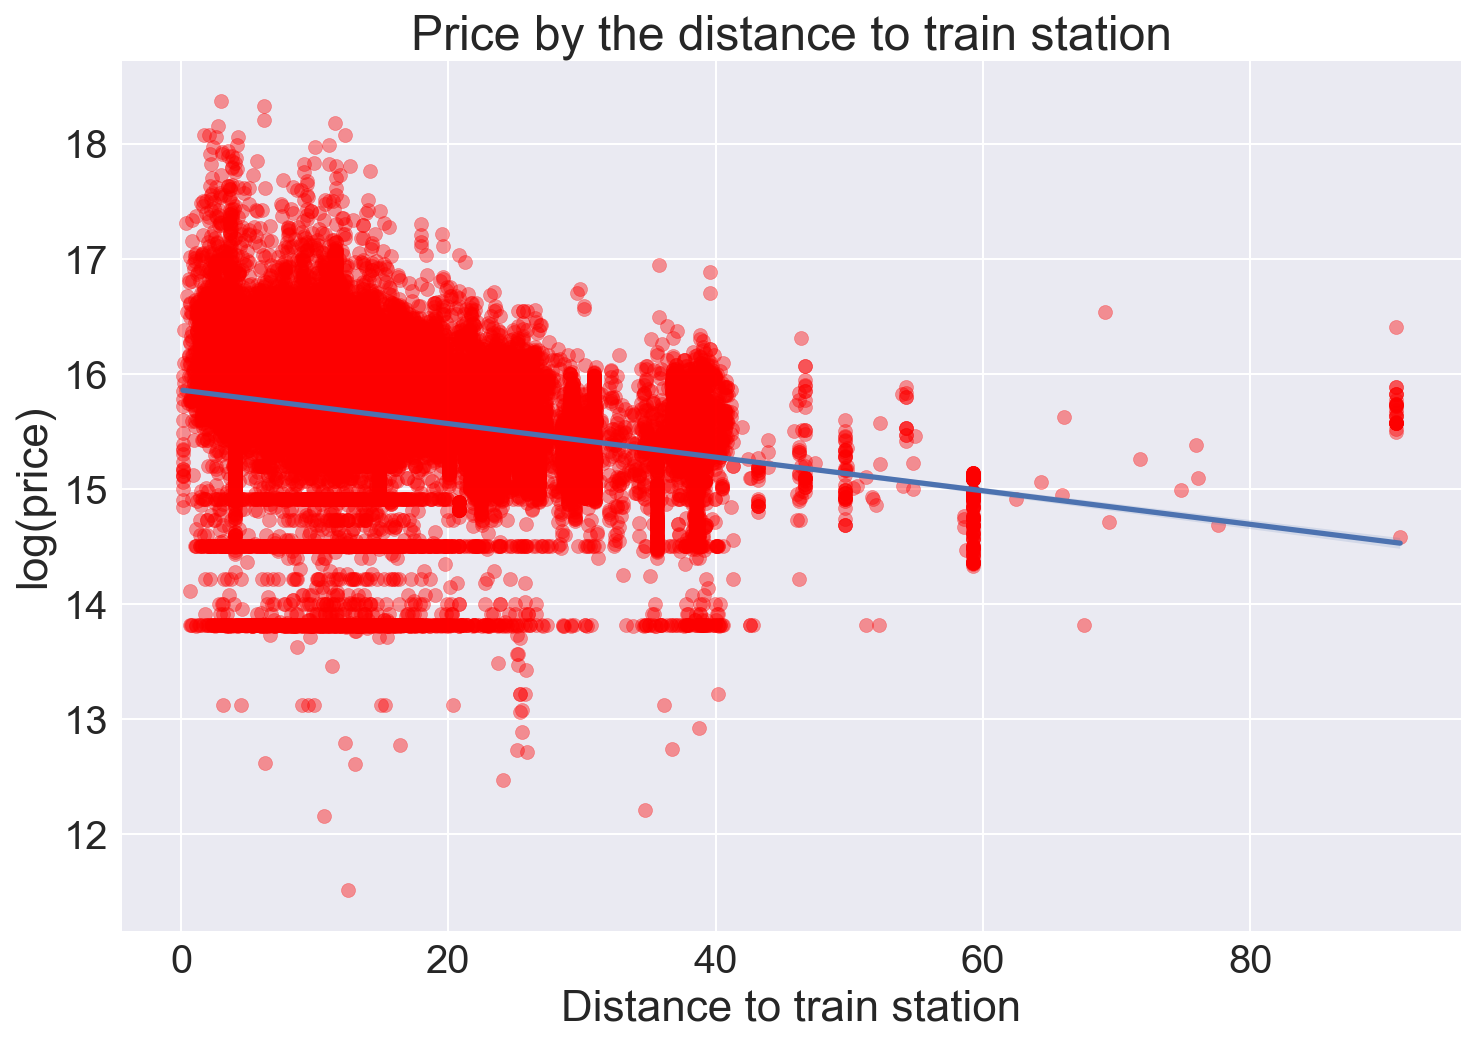 Price by the distance to train station
18
17
16
15
14
13
12
log(price)
0 20 40 60 80
Distance to train station